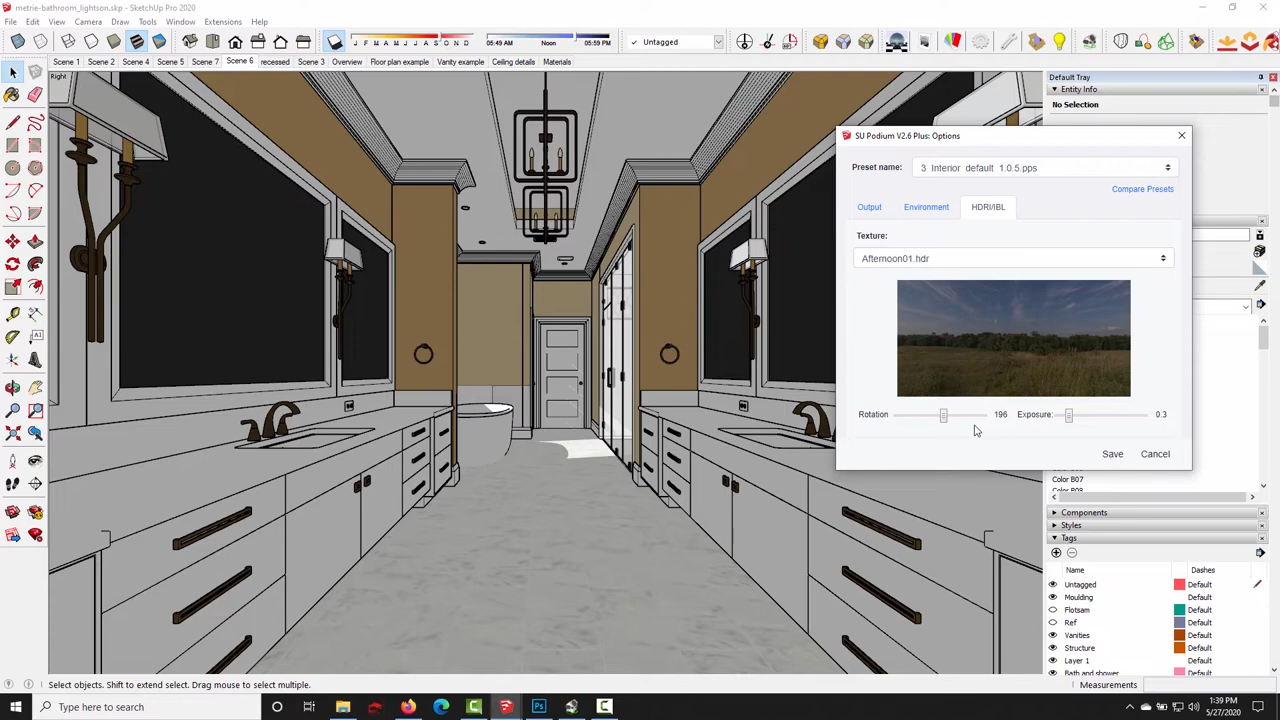 metrie-bathroom_lightson.skp - SketchUp Pro 2020
File Edit View Camera Draw Tools Window Extensions Help
J F M A M J J A S O N D
05:49 AM Noon 05:59 PM
Untagged
Scene 1 Scene 2 Scene 4 Scene 5 Scene 7 Scene 6 recessed Scene 3 Overview Floor plan example Vanity example Ceiling details Materials
Right
Default Tray
Entity Info
No Selection
SU Podium V2.6 Plus: Options
Preset name: 3_Interior_default_1.0.5.pps
Compare Presets
Output Environment HDRI/IBL
Texture:
Afternoon01.hdr
Rotation 196 Exposure: 0.3
Save Cancel
Color B07
Components
Styles
Tags
Name Dashes
Untagged Default
Moulding Default
Flotsam Default
Ref Default
Vanities Default
Structure Default
Layer 1 Default
Bath and shower Default
Select objects. Shift to extend select. Drag mouse to select multiple.
Measurements
Type here to search
1:39 PM
5/27/2020